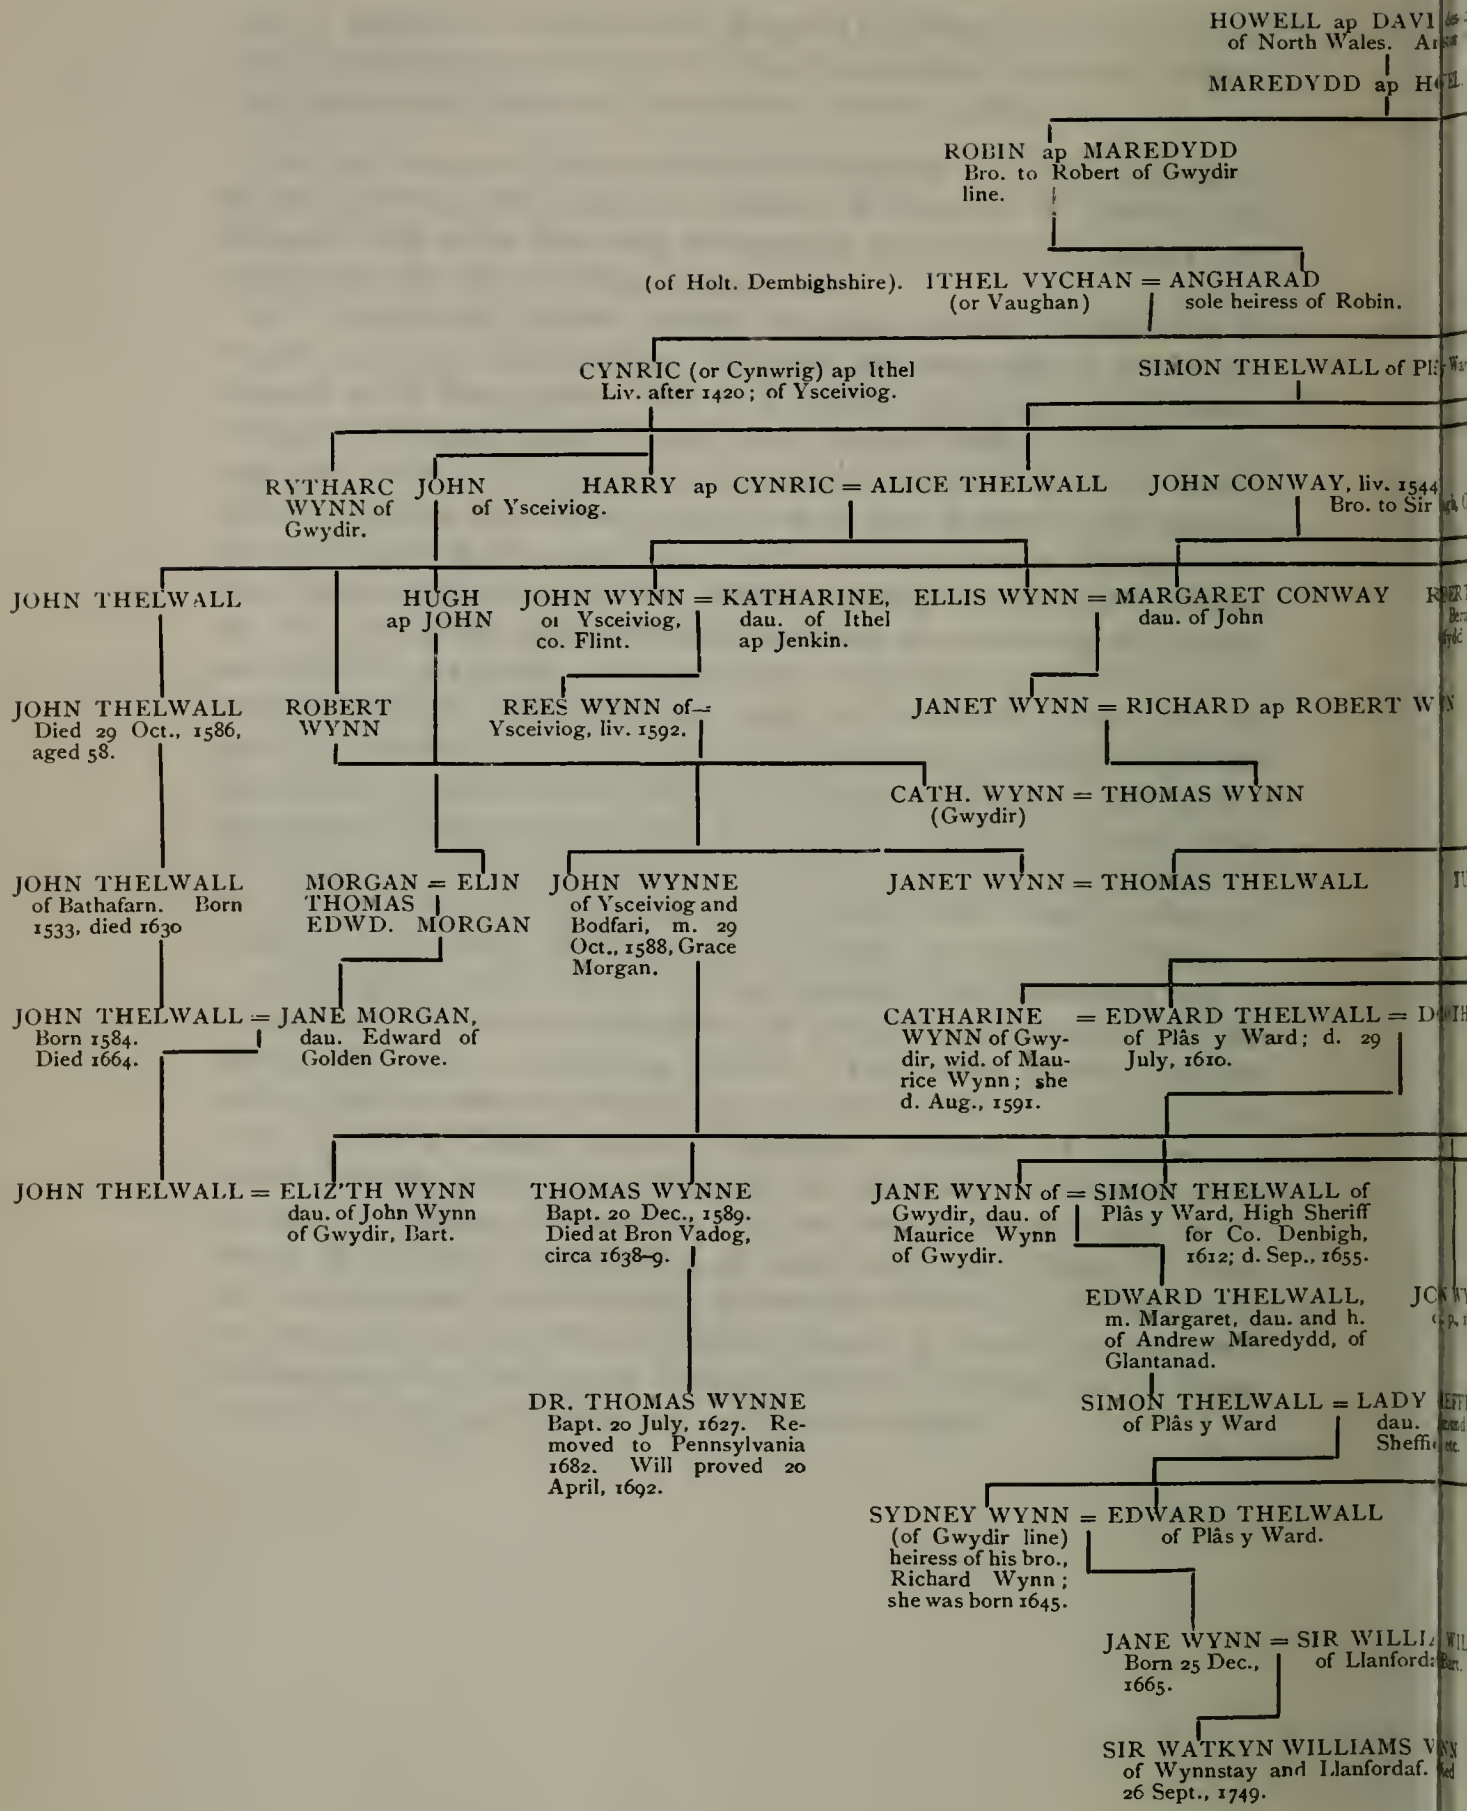 HOWELL ap DAVI
of North Wales.
MAREDYDD ap
ROBIN ap MAREDYDD
Bro. to Robert of Gwydir
line.
(of Holt. Dembighshire). ITHEL VYCHAN = ANGHARAD
(or Vaughan) sole heiress of Robin.
CYNRIC (or Cynwrig) ap Ithel
Liv. after 1420; of Ysceiviog.
SIMON THELWALL of
RYTHARC
WYNN of
Gwydir.
JOHN
of Ysceiviog.
HARRY ap CYNRIC = ALICE THELWALL
JOHN CONWAY, liv. 1544
Bro. to Sir
JOHN THELWALL
HUGH
ap JOHN
JOHN WYNN = KATHARINE,
of Ysceiviog,
co. Flint.
dau. of Ithel
ap Jenkin.
ELLIS WYNN = MARGARET CONWAY
dau. of John
JOHN THELWALL
Died 29 Oct., 1586,
aged 58.
ROBERT
WYNN
REES WYNN of =
Ysceiviog, liv. 1592.
JANET WYNN = RICHARD ap ROBERT
CATH. WYNN = THOMAS WYNN
(Gwydir)
JOHN THELWALL
of Bathafarn. Born
1533, died 1630
MORGAN = ELIN
THOMAS
EDWD. MORGAN
JOHN WYNNE
of Ysceiviog and
Bodfari, m. 29
Oct., 1588, Grace
Morgan.
JANET WYNN = THOMAS THELWALL
JOHN THELWALL = JANE MORGAN,
Born 1584.
Died 1664.
dau. Edward of
Golden Grove.
CATHARINE = EDWARD THELWALL =
WYNN of Gwy-
dir, wid. of Mau-
rice Wynn; she
d. Aug., 1591.
of Plâs y Ward; d. 29
July, 1610.
JOHN THELWALL = ELIZ'TH WYNN
dau. of John Wynn
of Gwydir, Bart.
THOMAS WYNNE
Bapt. 20 Dec., 1589.
Died at Bron Vadog,
circa 1638-9.
JANE WYNN of = SIMON THELWALL of
Gwydir, dau. of
Maurice Wynn
of Gwydir.
Plâs y Ward, High Sheriff
for Co. Denbigh,
1612; d. Sep., 1655.
EDWARD THELWALL,
m. Margaret, dau. and h.
of Andrew Maredydd, of
Glantanad.
DR. THOMAS WYNNE
Bapt. 20 July, 1627. Re-
moved to Pennsylvania
1682. Will proved 20
April, 1692.
SIMON THELWALL = LADY
of Plâs y Ward
dau.
SYDNEY WYNN = EDWARD THELWALL
(of Gwydir line)
heiress of his bro.,
Richard Wynn;
she was born 1645.
of Plâs y Ward.
JANE WYNN = SIR
Born 25 Dec.,
1665.
of
SIR WATKYN WILLIAMS
of Wynnstay and Llanfordaf.
26 Sept., 1749.